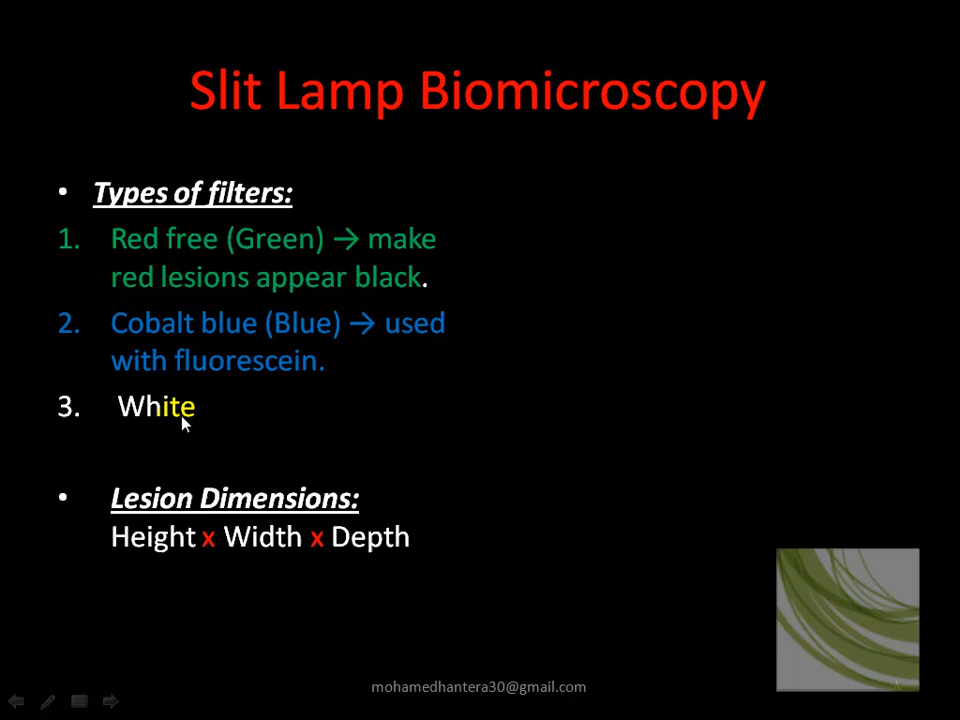 Slit Lamp Biomicroscopy
• Types of filters:
1. Red free (Green) → make
red lesions appear black.
2. Cobalt blue (Blue) → used
with fluorescein.
3. White
• Lesion Dimensions:
Height x Width x Depth
mohamedhantera30@gmail.com